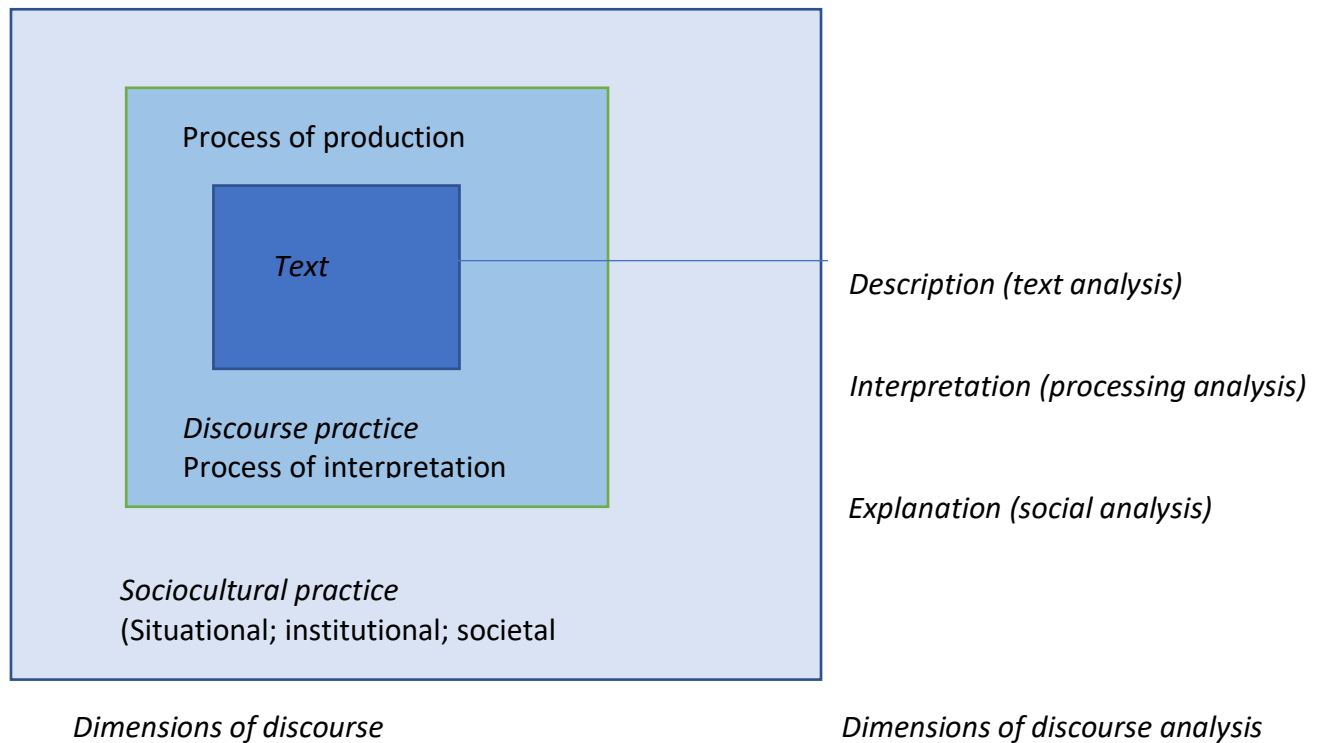 Process of production
Text
Description (text analysis)
Interpretation (processing analysis)
Discourse practice
Process of interpretation
Explanation (social analysis)
Sociocultural practice
(Situational; institutional; societal
Dimensions of discourse
Dimensions of discourse analysis